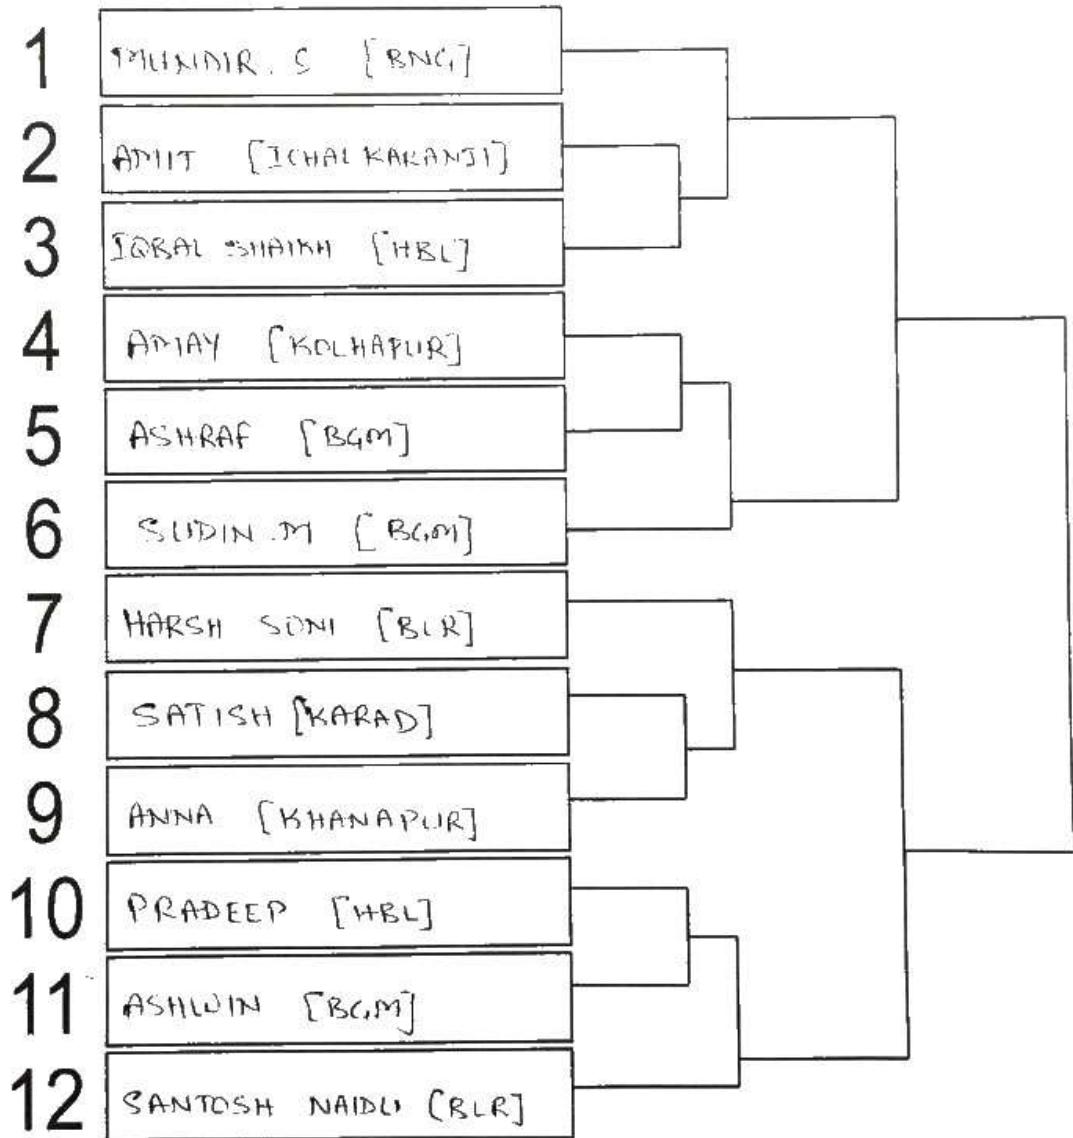 1 MUNDIR. S [BNG]
2 AMIT [ICHALKARANJI]
3 IQBAL SHAIKH [HBL]
4 AMAY [KOLHAPUR]
5 ASHRAF [BGM]
6 SUDIN.M [BGM]
7 HARSH SONI [BLR]
8 SATISH [KARAD]
9 ANNA [KHANAPUR]
10 PRADEEP [HBL]
11 ASHWIN [BGM]
12 SANTOSH NAIDU [BLR]